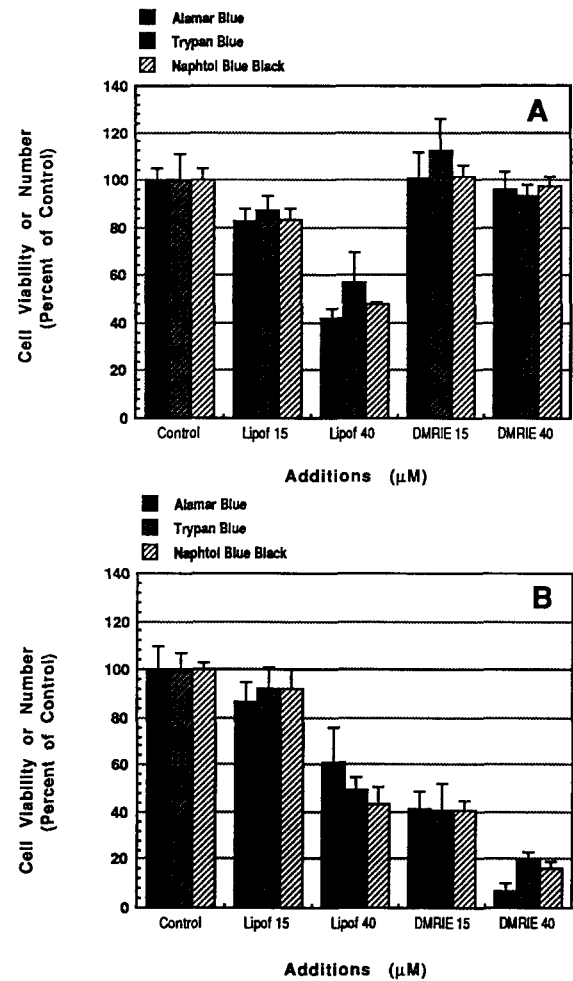 Alamar Blue
Trypan Blue
Naphtol Blue Black
A
140
120
100
80
60
40
20
0
Cell Viability or Number
(Percent of Control)
Control Lipof 15 Lipof 40 DMRIE 15 DMRIE 40
Additions (μM)
Alamar Blue
Trypan Blue
Naphtol Blue Black
B
140
120
100
80
60
40
20
0
Cell Viability or Number
(Percent of Control)
Control Lipof 15 Lipof 40 DMRIE 15 DMRIE 40
Additions (μM)